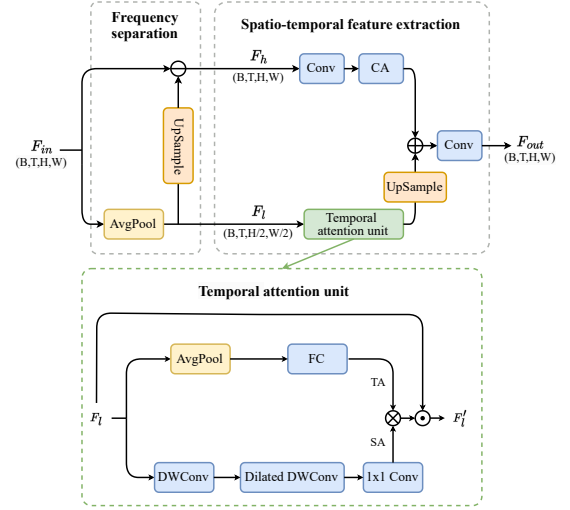 Frequency
separation
Spatio-temporal feature extraction
F_h
(B,T,H,W)
Conv
CA
F_in
(B,T,H,W)
UpSample
Conv
F_out
(B,T,H,W)
UpSample
AvgPool
F_l
(B,T,H/2,W/2)
Temporal
attention unit
Temporal attention unit
AvgPool
FC
TA
F_l
F_l'
SA
DWConv
Dilated DWConv
1x1 Conv